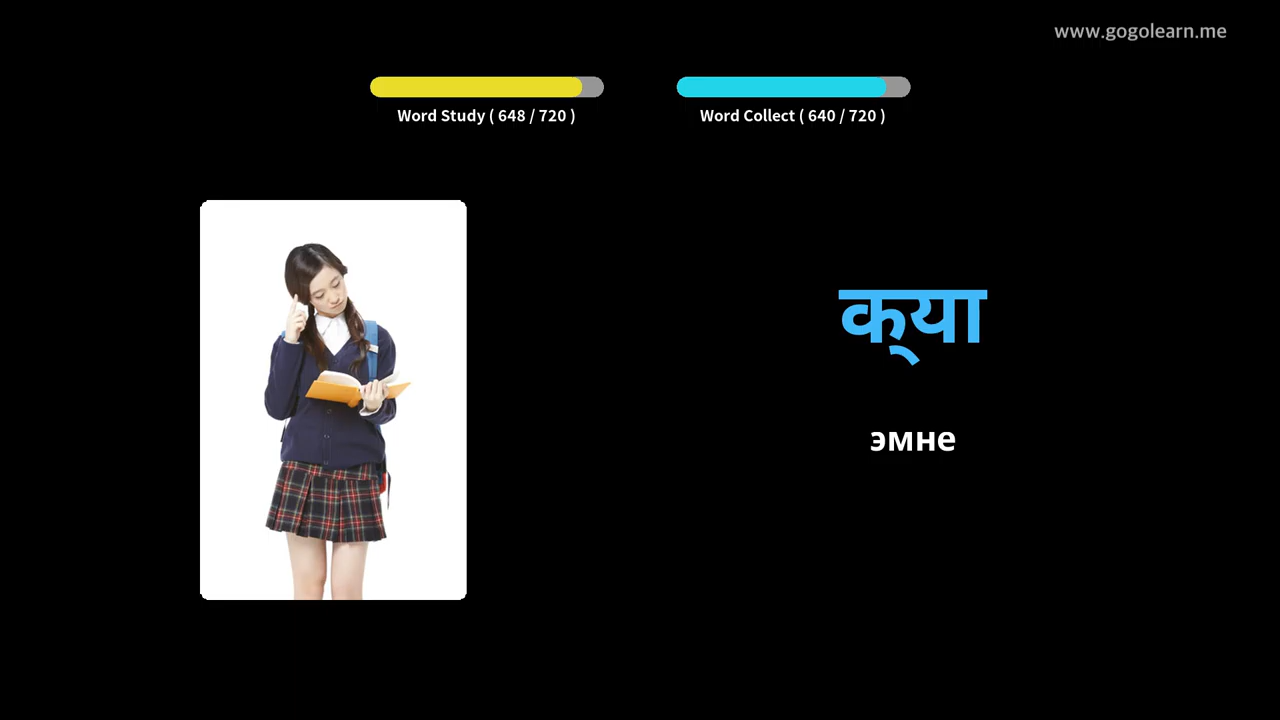 www.gogolearn.me
Word Study ( 648 / 720 )
Word Collect ( 640 / 720 )
क्‌या
эмне